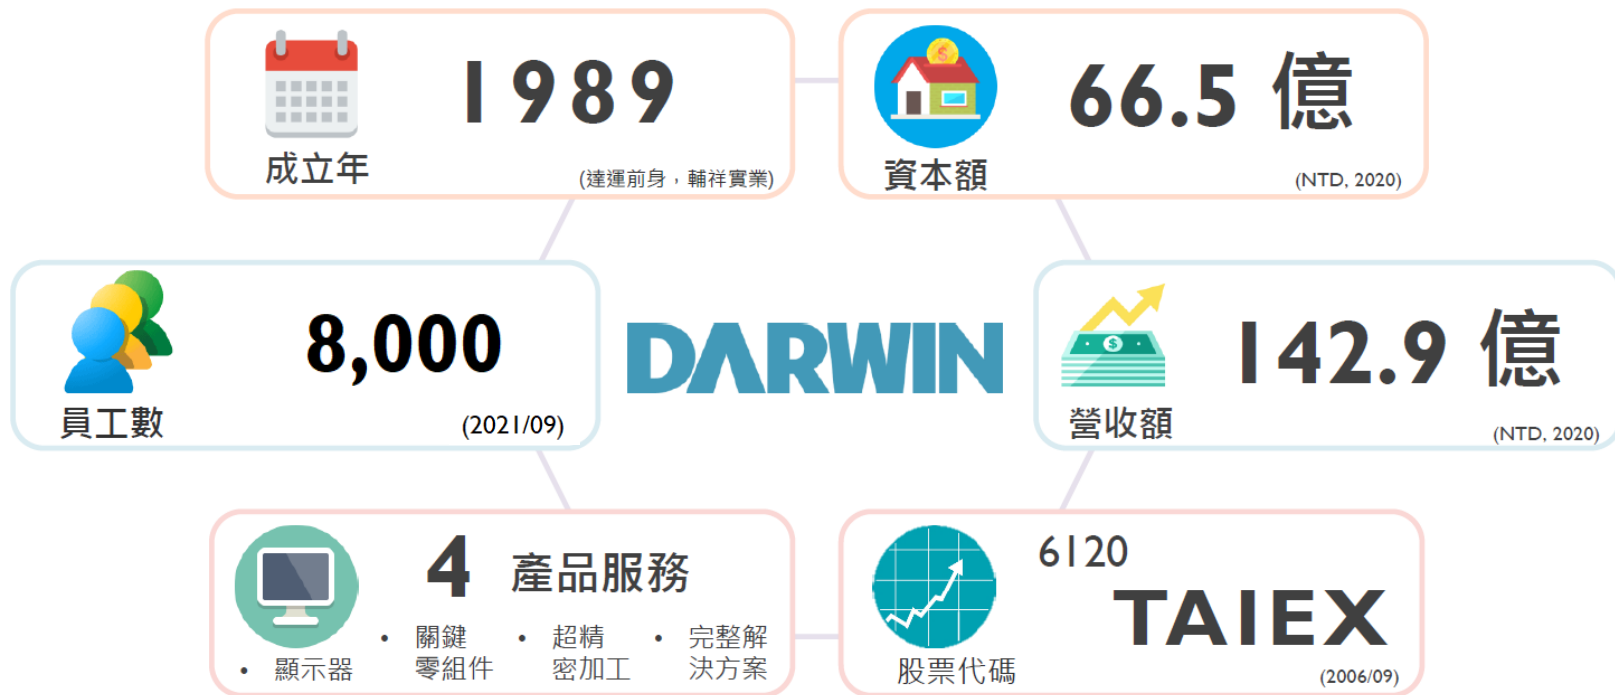 1989
成立年
(達運前身，輔祥實業)
66.5 億
資本額
(NTD, 2020)
8,000
員工數
(2021/09)
DARWIN
142.9 億
營收額
(NTD, 2020)
4 產品服務
• 顯示器
• 關鍵
零組件
• 超精
密加工
• 完整解
決方案
6120
TAIEX
股票代碼
(2006/09)